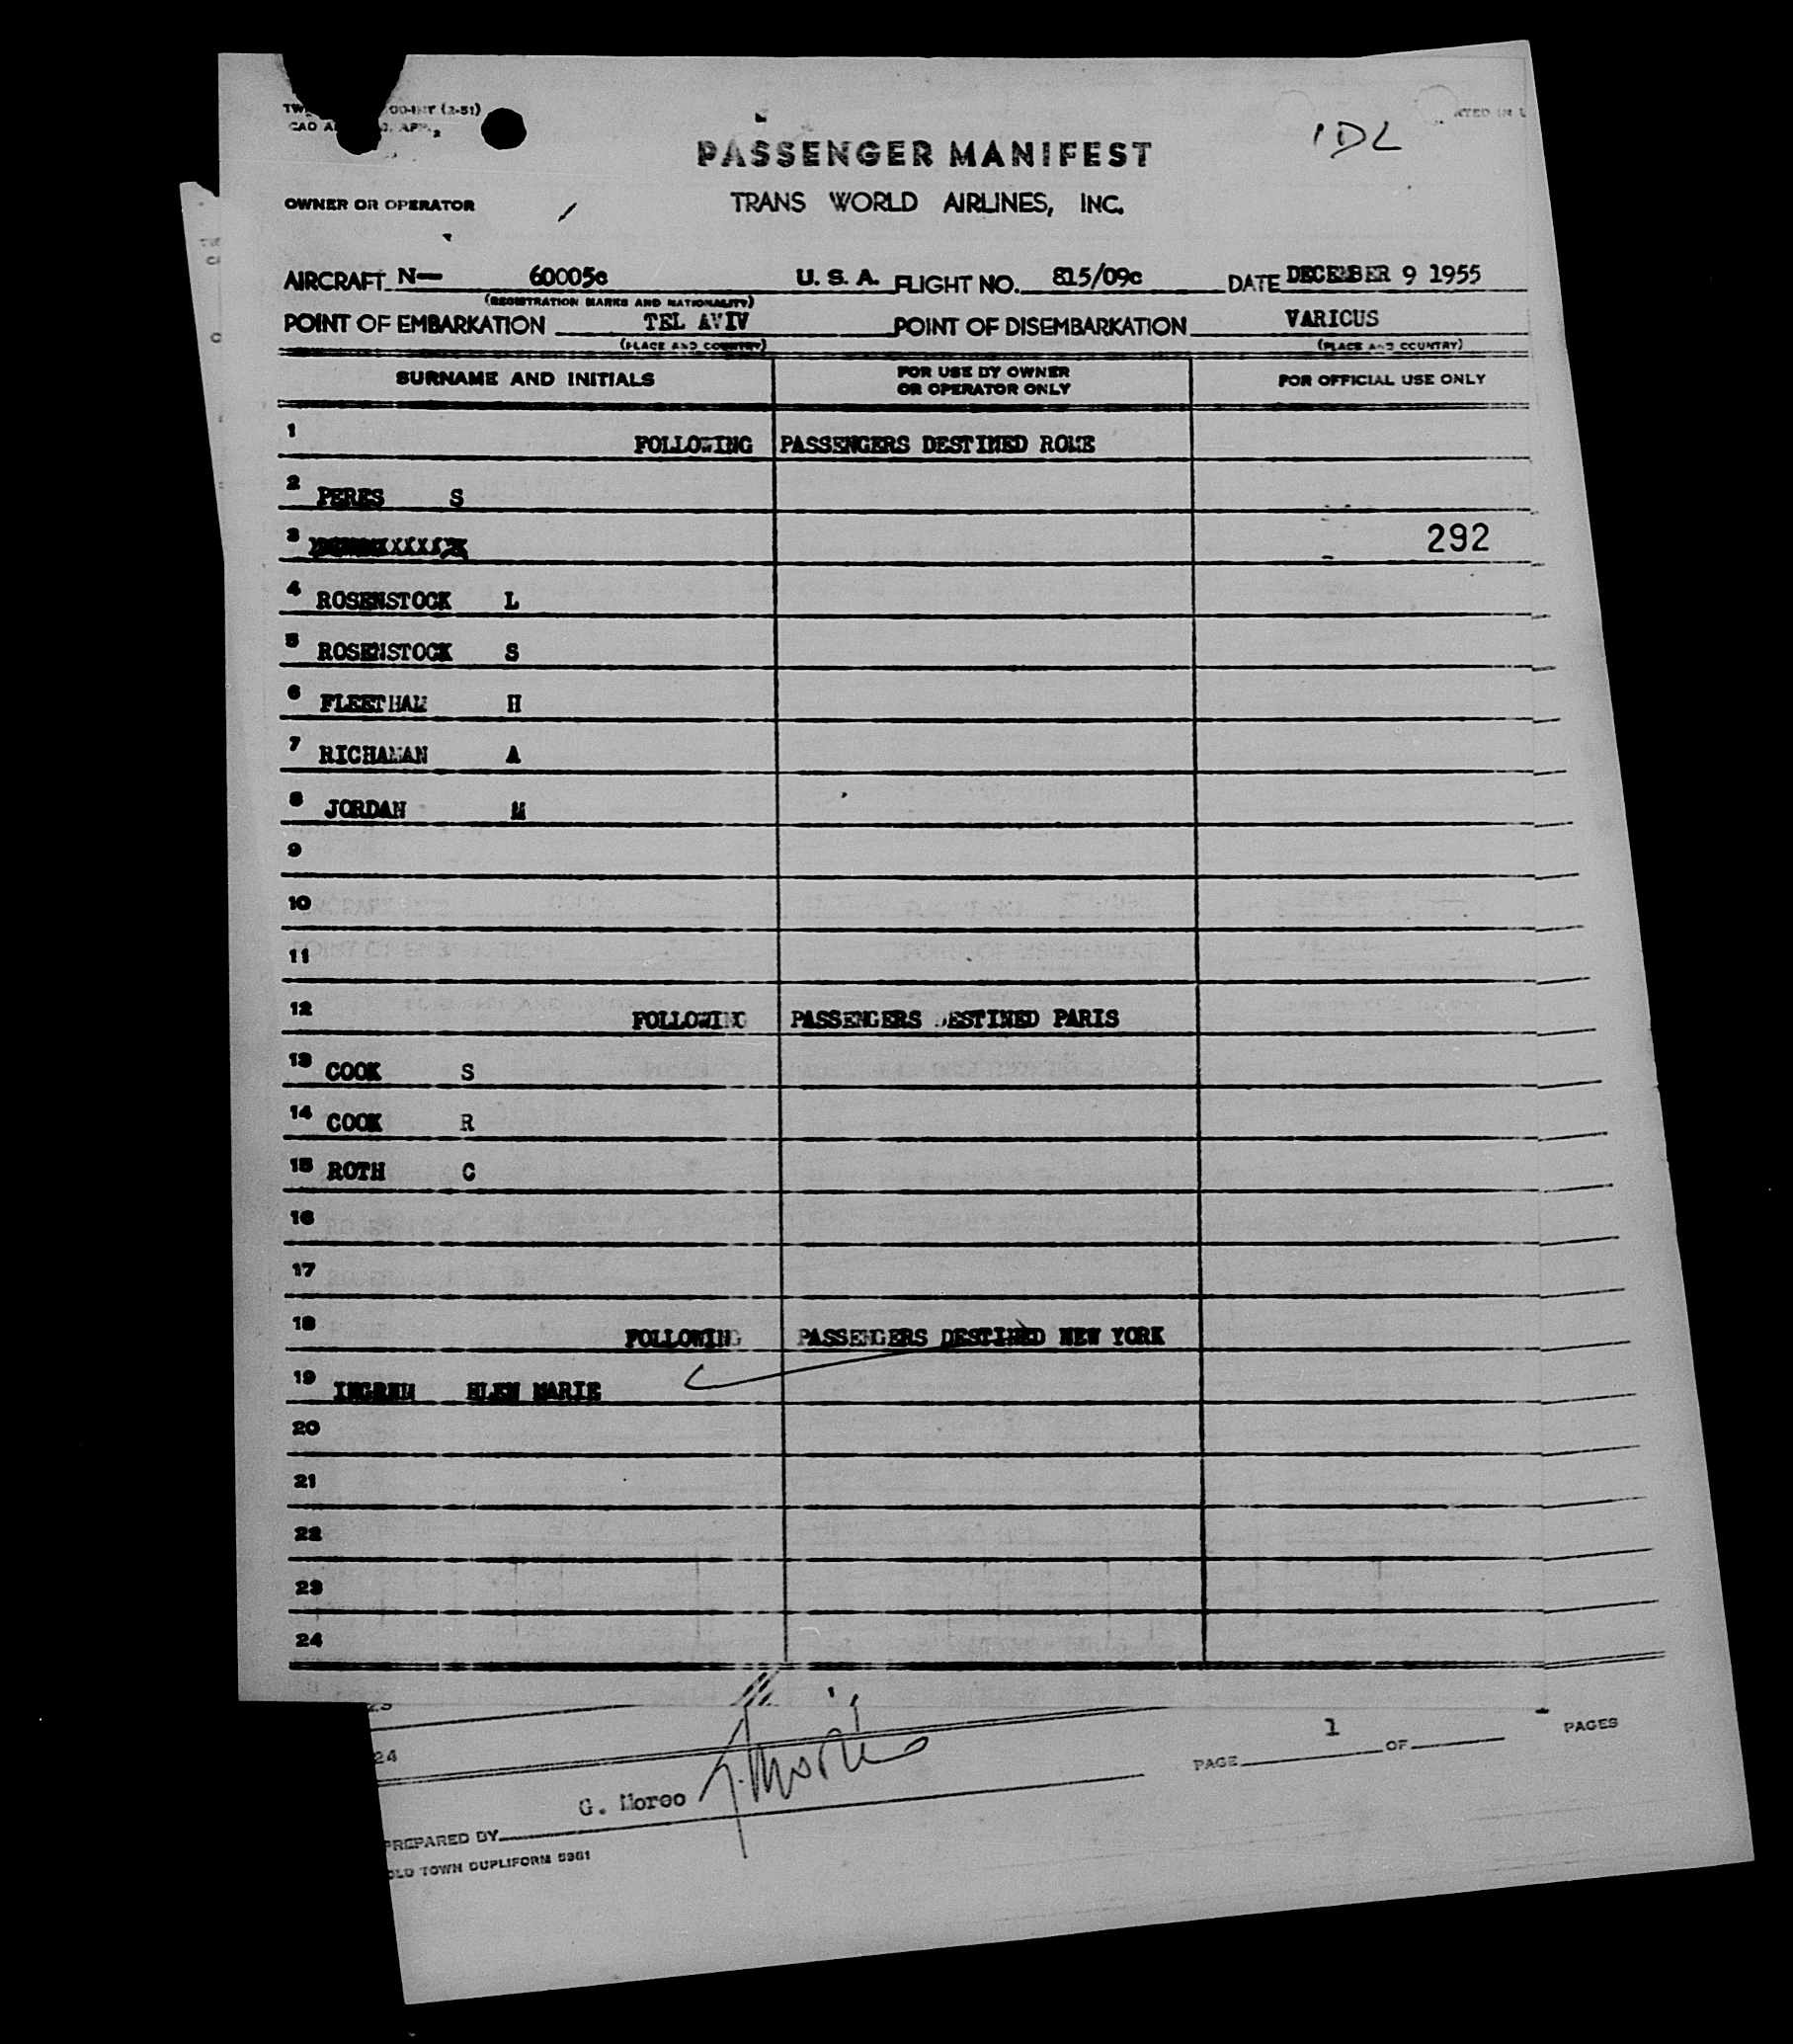 PASSENGER MANIFEST
1DL
OWNER OR OPERATOR
TRANS WORLD AIRLINES, INC.
AIRCRAFT N— 60005c U. S. A. FLIGHT NO. 815/09c DATE DECEMBER 9 1955
(REGISTRATION MARKS AND NATIONALITY)
POINT OF EMBARKATION TEL AVIV POINT OF DISEMBARKATION VARICUS
(PLACE AND COUNTRY) (PLACE AND COUNTRY)
SURNAME AND INITIALS FOR USE BY OWNER OR OPERATOR ONLY FOR OFFICIAL USE ONLY
1 FOLLOWING PASSENGERS DESTINED ROME
2 PERES S
3 292
4 ROSENSTOCK L
5 ROSENSTOCK S
6 FLEETHAM H
7 RICHAMAN A
8 JORDAN M
9
10
11
12 FOLLOWING PASSENGERS DESTINED PARIS
13 COOK S
14 COOK R
15 ROTH C
16
17
18 FOLLOWING PASSENGERS DESTINED NEW YORK
19 MARIE
20
21
22
23
24
23
24
PAGE 1 OF PAGES
PREPARED BY G. Moreo
OLD TOWN DUPLIFORM 5961